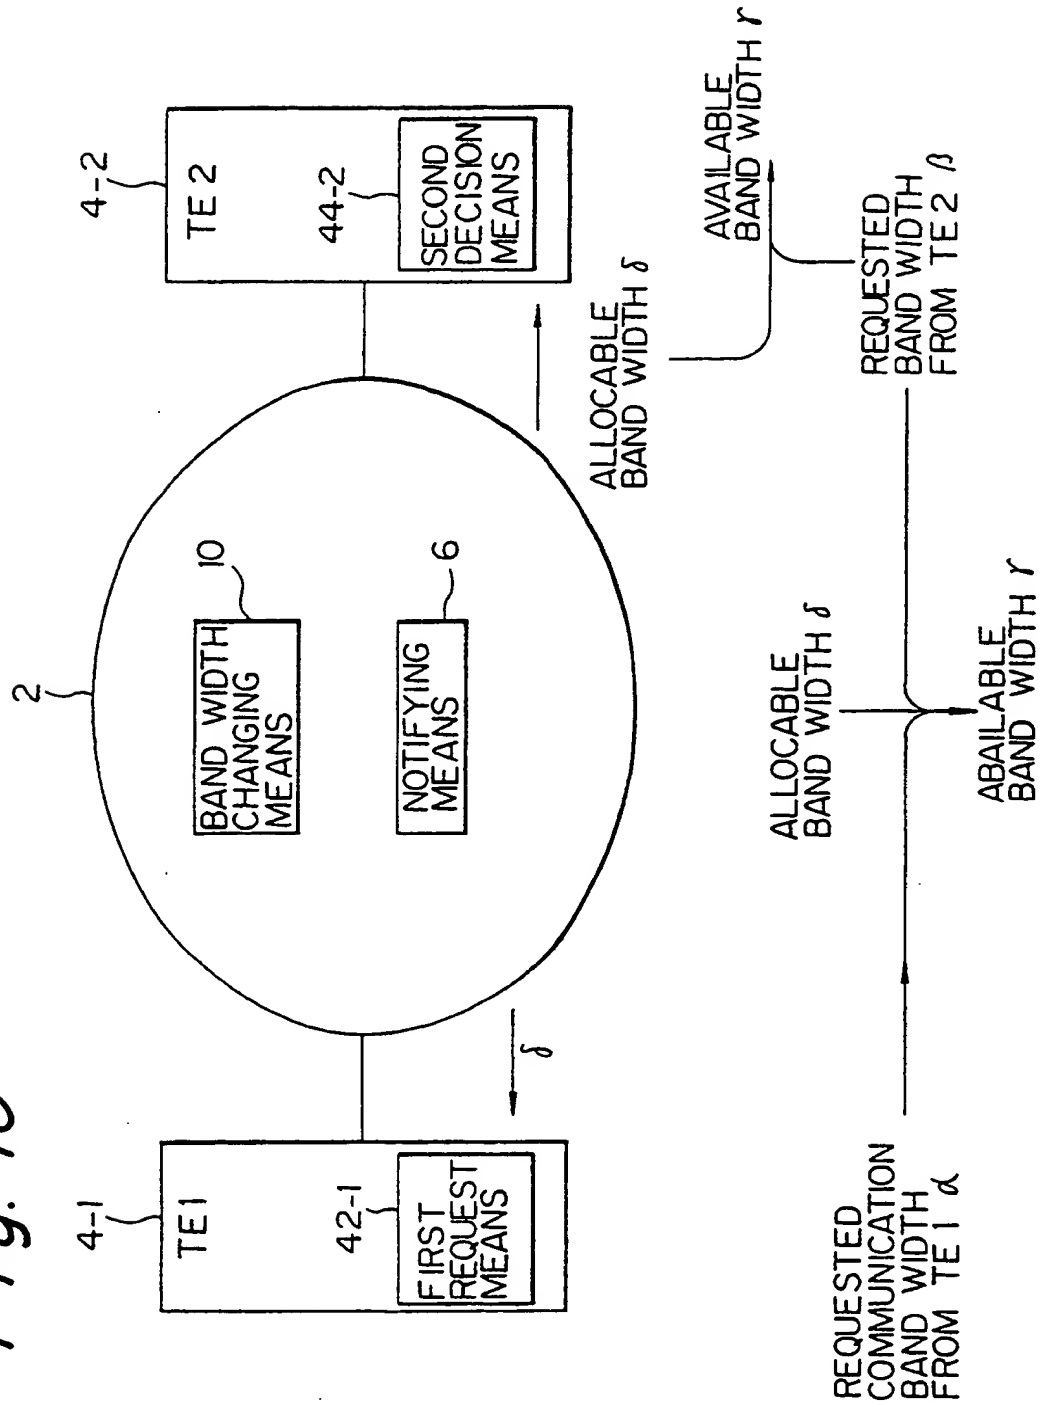 4-1
TE1
42-1
FIRST
REQUEST
MEANS
2
BAND WIDTH
CHANGING
MEANS
10
NOTIFYING
MEANS
6
4-2
TE2
44-2
SECOND
DECISION
MEANS
δ
ALLOCABLE
BAND WIDTH δ
AVAILABLE
BAND WIDTH γ
REQUESTED
COMMUNICATION
BAND WIDTH
FROM TE1 α
ALLOCABLE
BAND WIDTH δ
ABAILABLE
BAND WIDTH γ
REQUESTED
BAND WIDTH
FROM TE2 β